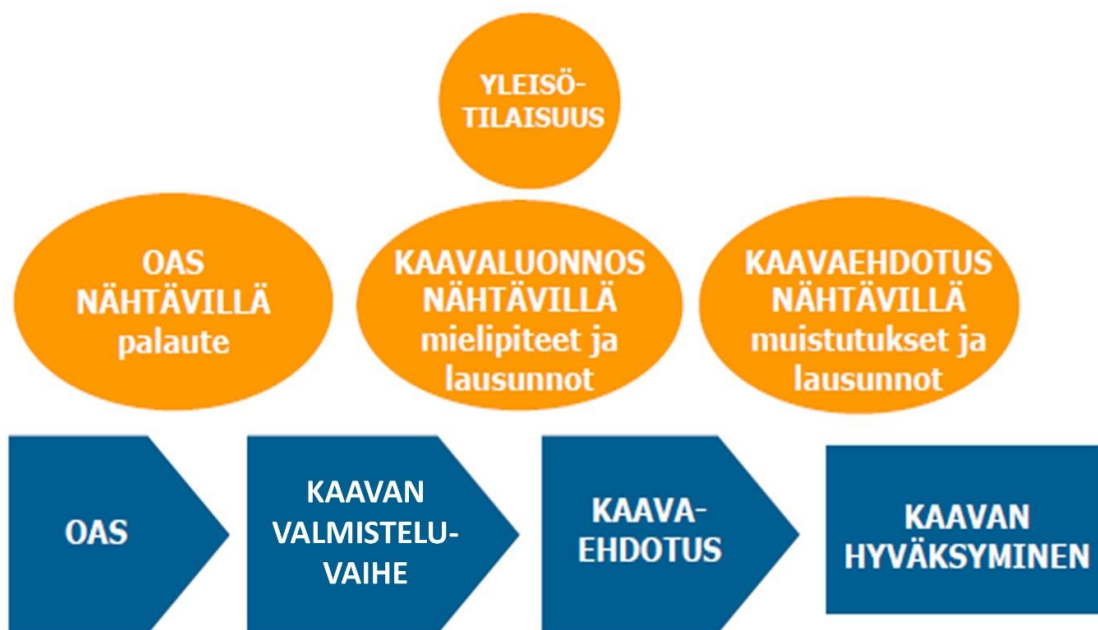 YLEISÖ-
TILAISUUS
OAS
NÄHTÄVILLÄ
palaute
KAAVALUONNOS
NÄHTÄVILLÄ
mielipiteet ja
lausunnot
KAAVAEHDOTUS
NÄHTÄVILLÄ
muistutukset ja
lausunnot
OAS
KAAVAN
VALMISTELU-
VAIHE
KAAVA-
EHDOTUS
KAAVAN
HYVÄKSYMINEN